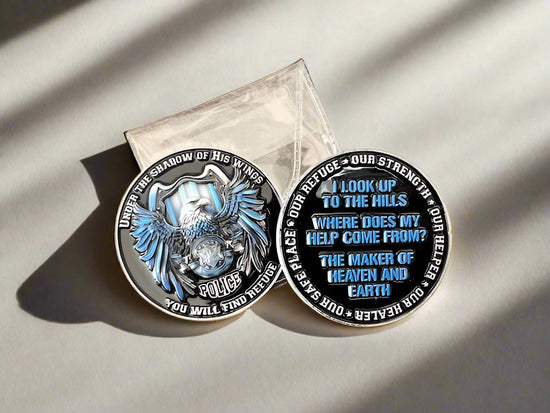 UNDER THE SHADOW OF HIS WINGS
POLICE
YOU WILL FIND REFUGE
OUR REFUGE OUR STRENGTH OUR HELPER OUR HEALER OUR SAFE PLACE
I LOOK UP
TO THE HILLS
WHERE DOES MY
HELP COME FROM?
THE MAKER OF
HEAVEN AND
EARTH